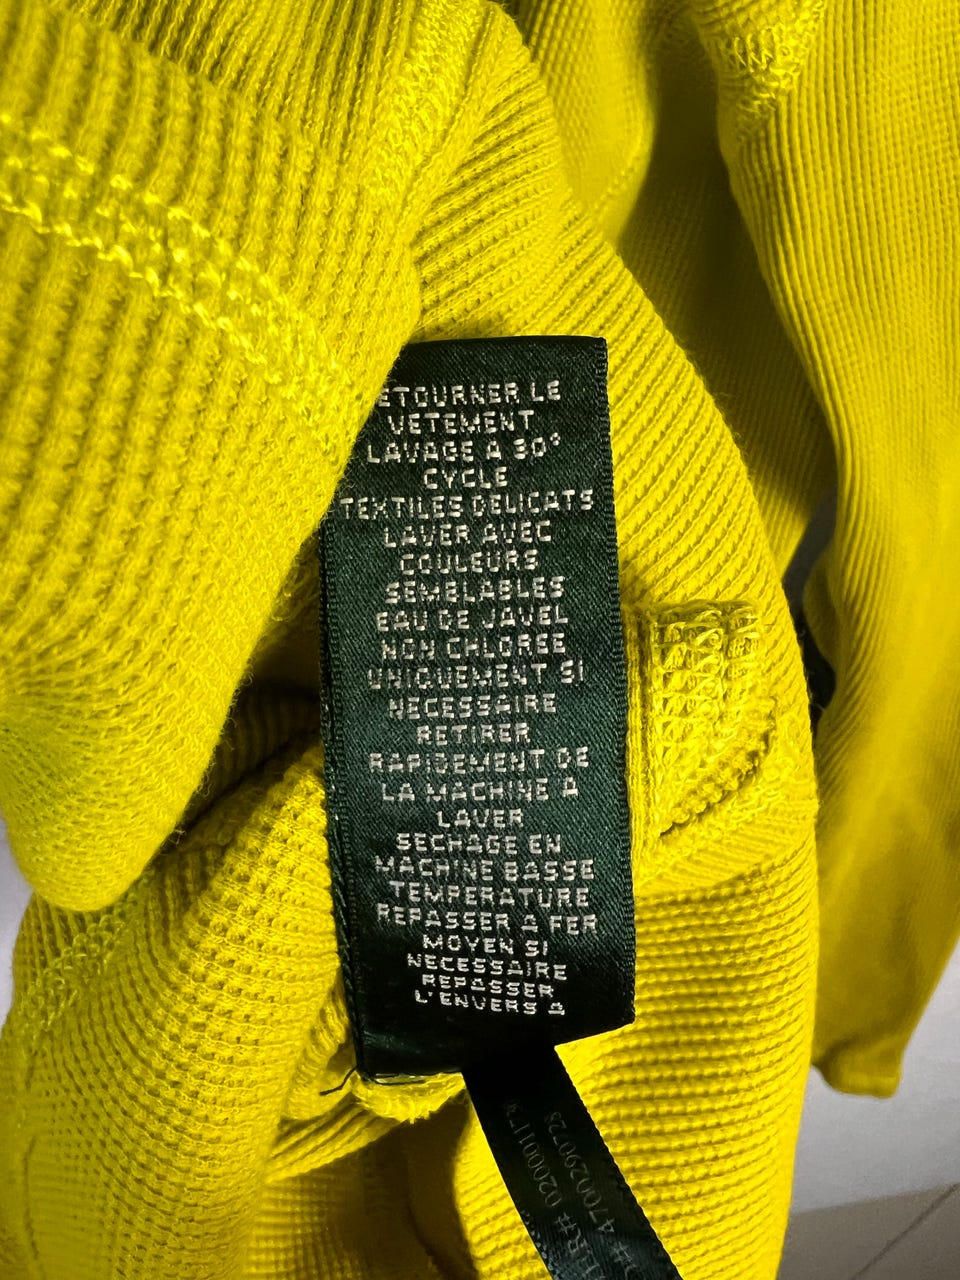 ETOURNER LE
VETEMENT
LAVAGE A 30°
CYCLE
TEXTILES DELICATS
LAVER AVEC
COULEURS
SEMBLABLES
EAU DE JAVEL
NON CHLOREE
UNIQUEMENT SI
NECESSAIRE
RETIRER
RAPIDEMENT DE
LA MACHINE A
LAVER
SECHAGE EN
MACHINE BASSE
TEMPERATURE
REPASSER A FER
MOYEN SI
NECESSAIRE
REPASSER
L'ENVERS A
# 4700290728